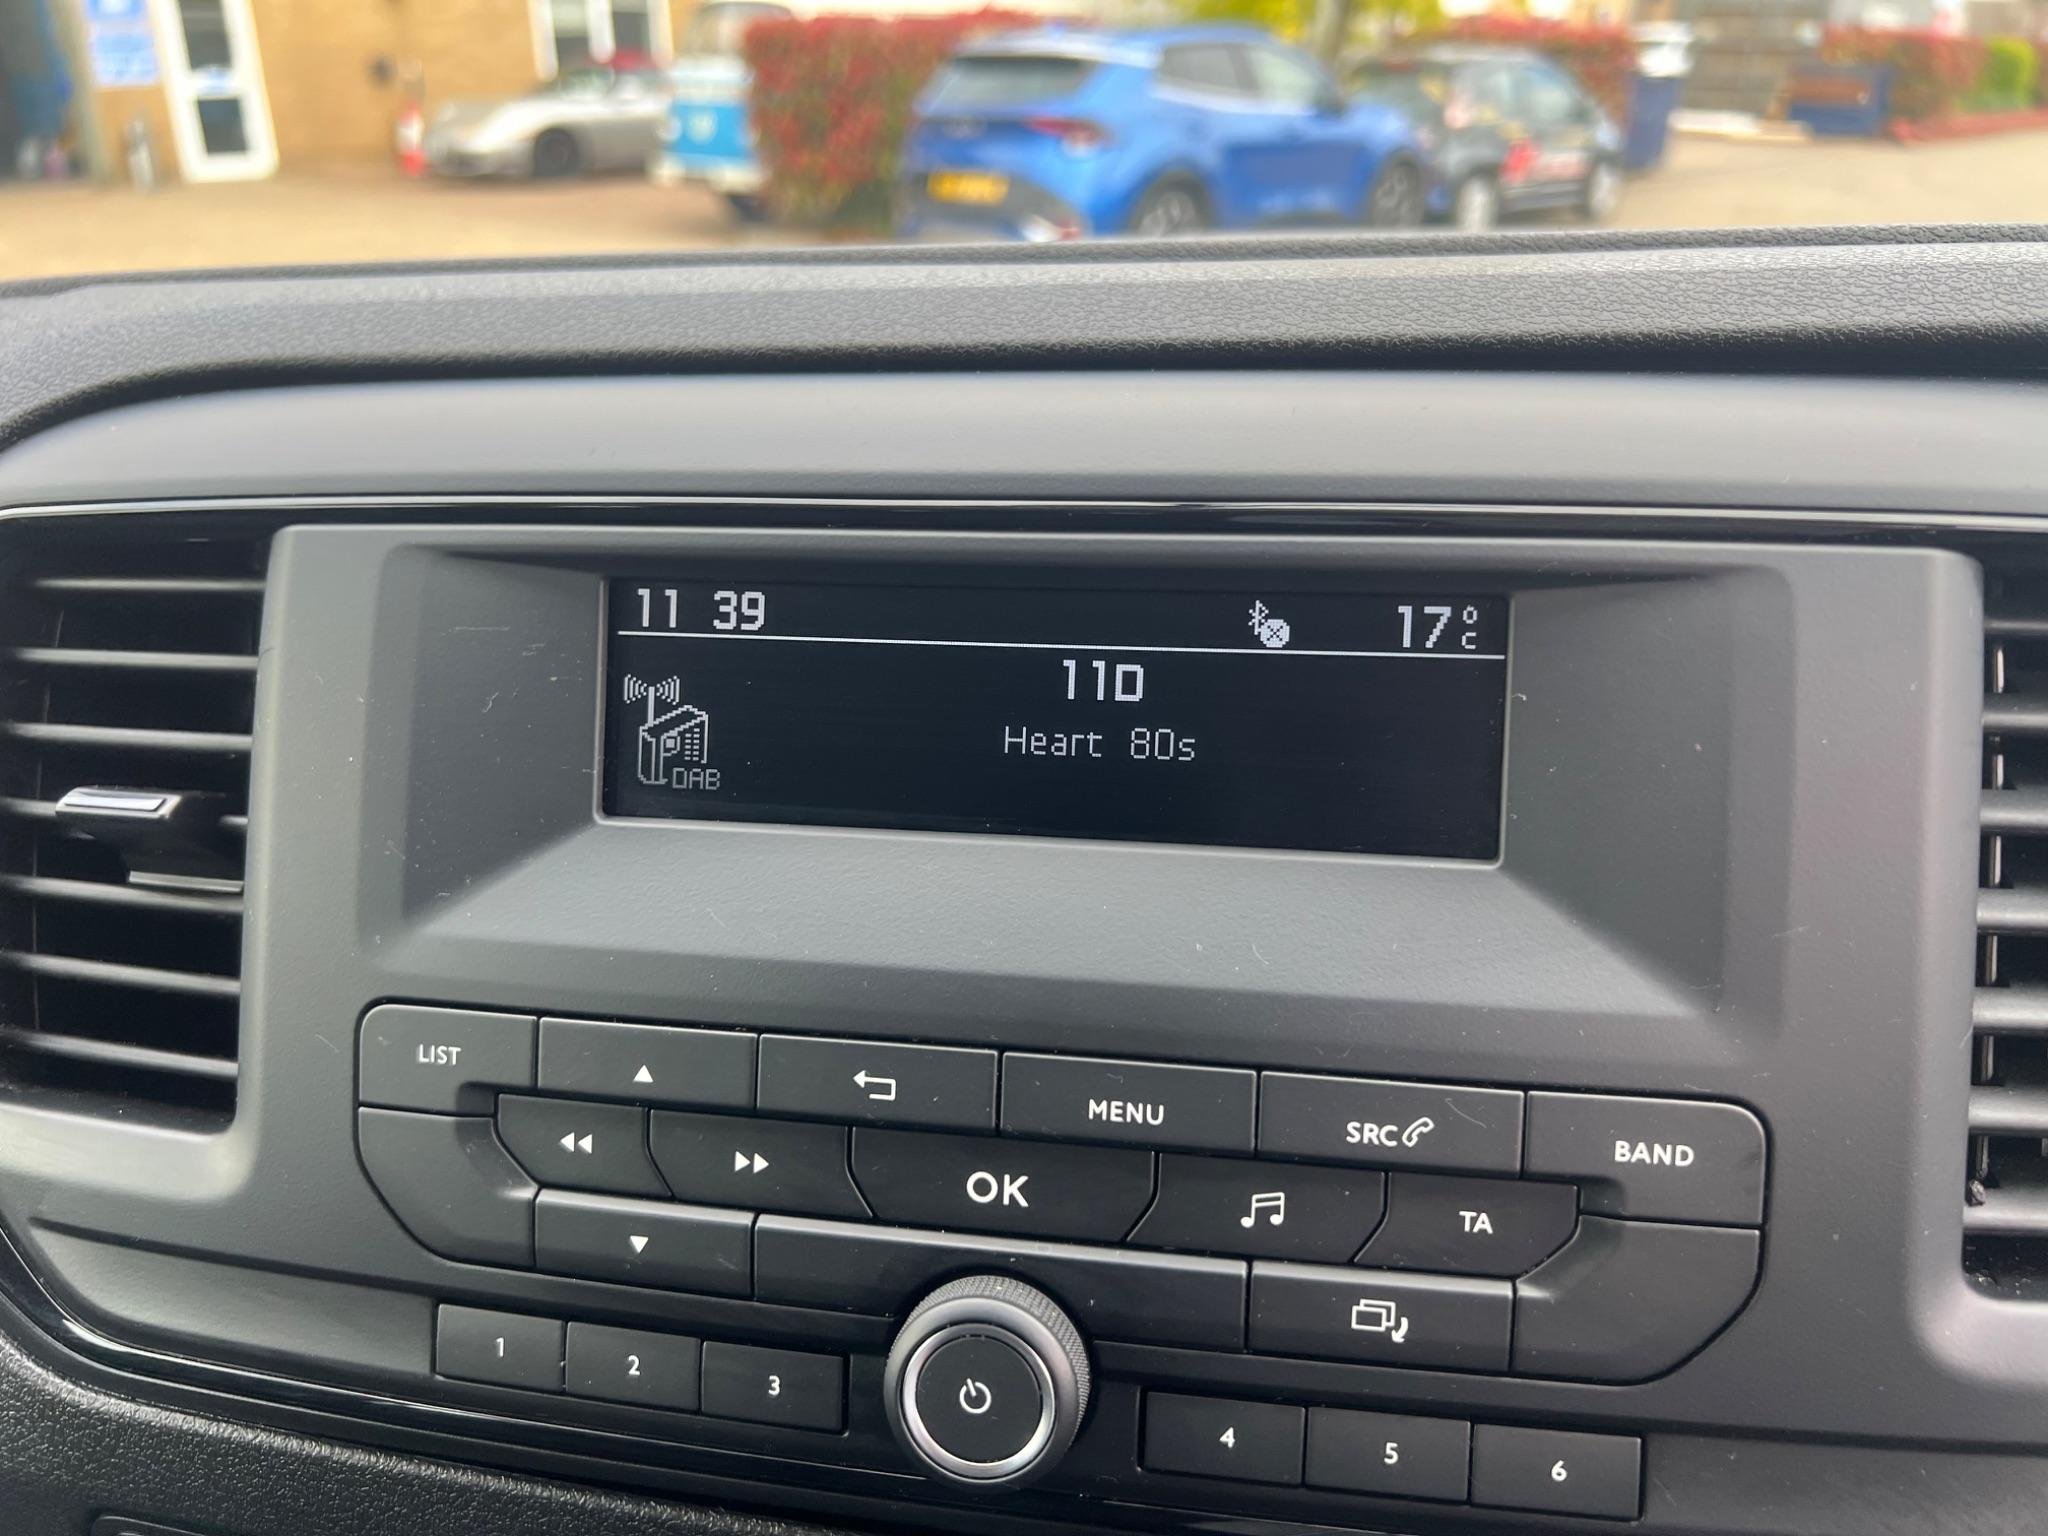 11 39 17°C
11D
Heart 80s
DAB
LIST
MENU
SRC
BAND
OK
TA
1 2 3
4 5 6